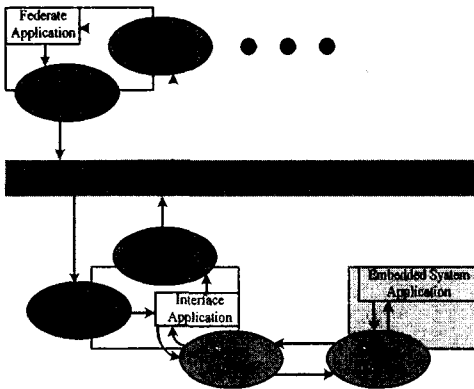 Federate
Application
Interface
Application
Embedded System
Application